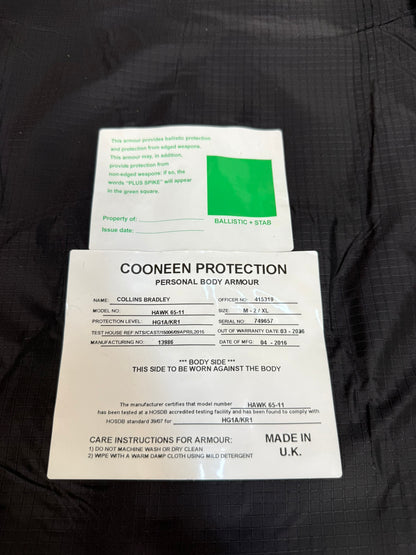 This armour provides ballistic protection
and protection from edged weapons.
This armour may, in addition,
provide protection from
non-edged weapons: if so, the
words "PLUS SPIKE" will appear
in the green square.
Property of:
Issue date:
BALLISTIC + STAB
COONEEN PROTECTION
PERSONAL BODY ARMOUR
NAME: COLLINS BRADLEY OFFICER NO: 415319
MODEL NO: HAWK 65-11 SIZE: M - 2 / XL
PROTECTION LEVEL: HG1A/KR1 SERIAL NO: 749657
TEST HOUSE REF NTS/CAST/ OUT OF WARRANTY DATE 03 -
MANUFACTURING NO: 13986 DATE OF MFG: 04 - 2016
*** BODY SIDE ***
THIS SIDE TO BE WORN AGAINST THE BODY
The manufacturer certifies that model number HAWK 65-11
has been tested at a HOSDB accredited testing facility and has been found to comply with
HOSDB standard 39/07 for HG1A/KR1
CARE INSTRUCTIONS FOR ARMOUR:
1) DO NOT MACHINE WASH OR DRY CLEAN
2) WIPE WITH A WARM DAMP CLOTH USING MILD DETERGENT
MADE IN
U.K.